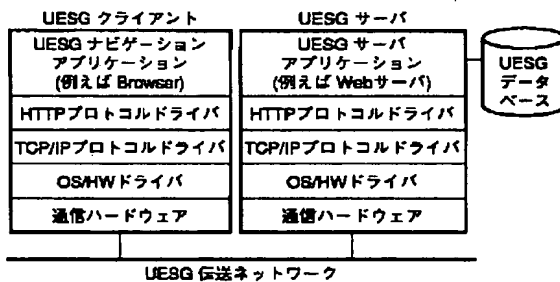 UESG クライアント
UESG ナビゲーション
アプリケーション
(例えば Browser)
HTTPプロトコルドライバ
TCP/IPプロトコルドライバ
OS/HWドライバ
通信ハードウェア
UESG サーバ
UESG サーバ
アプリケーション
(例えば Webサーバ)
HTTPプロトコルドライバ
TCP/IPプロトコルドライバ
OS/HWドライバ
通信ハードウェア
UESG
データ
ベース
UESG 伝送ネットワーク